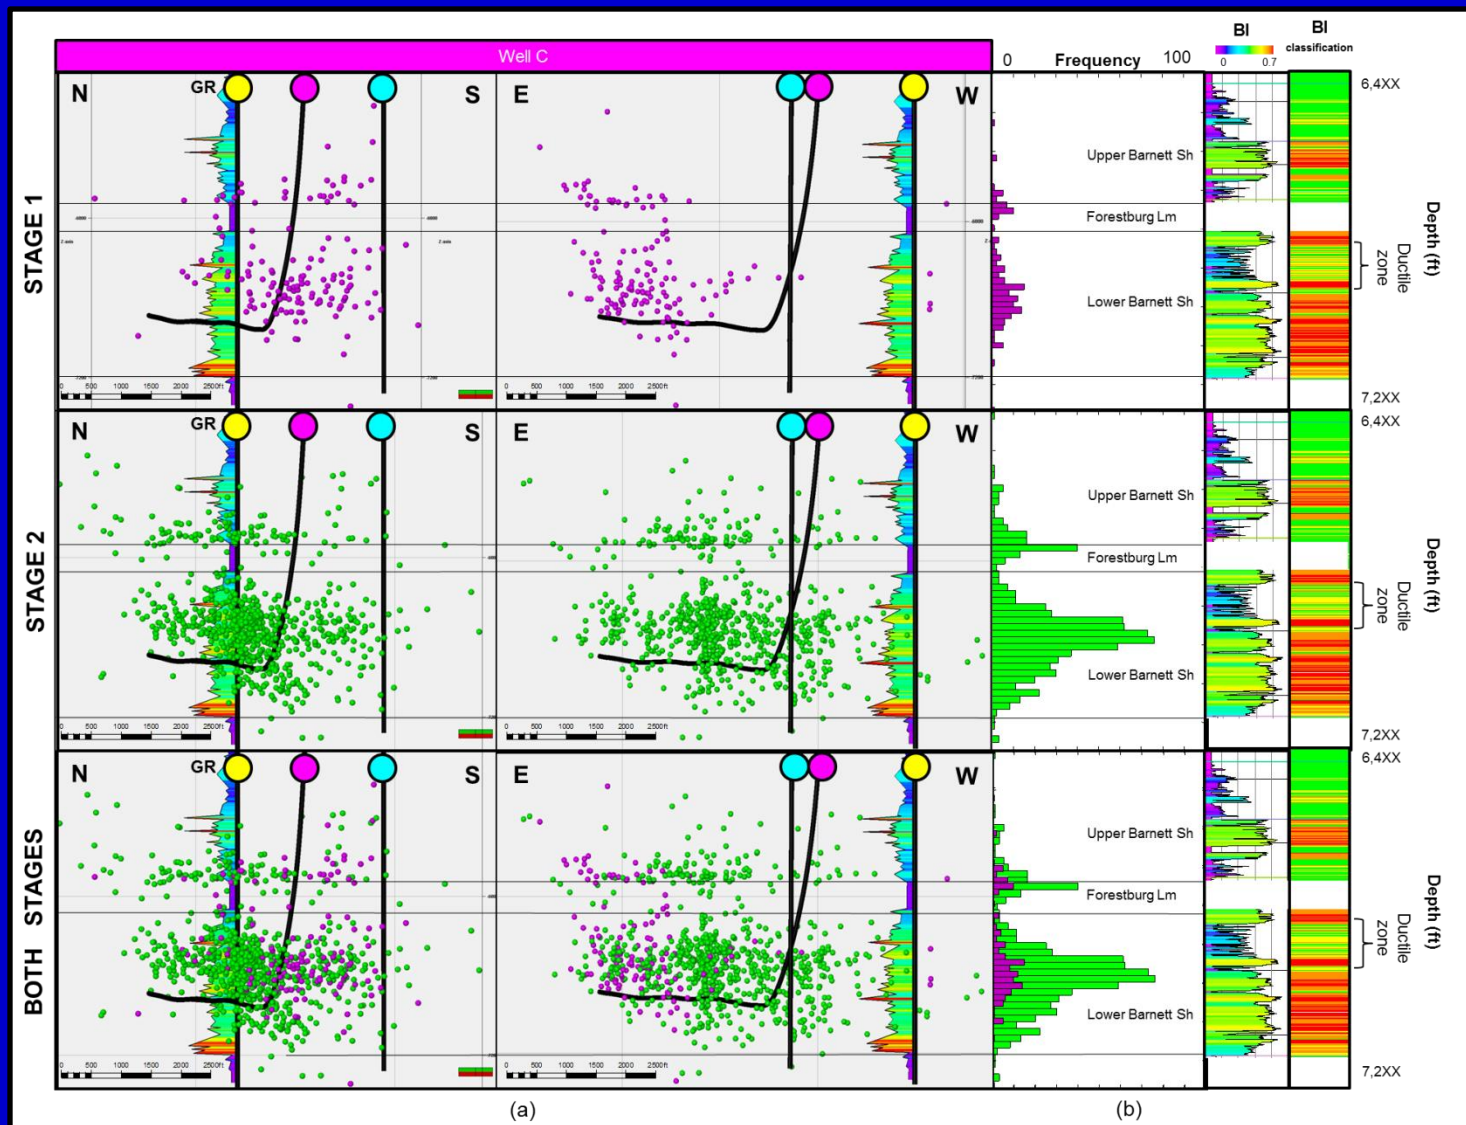 Well C
0 Frequency 100
BI
0 0.7
BI
classification
STAGE 1
N GR S
E W
Upper Barnett Sh
Forestburg Lm
Lower Barnett Sh
6,4XX
Depth (ft)
Ductile
zone
7,2XX
0 500 1000 1500 2000 2500ft
0 500 1000 1500 2000 2500ft
STAGE 2
N GR S
E W
Upper Barnett Sh
Forestburg Lm
Lower Barnett Sh
6,4XX
Depth (ft)
Ductile
zone
7,2XX
0 500 1000 1500 2000 2500ft
0 500 1000 1500 2000 2500ft
BOTH STAGES
N GR S
E W
Upper Barnett Sh
Forestburg Lm
Lower Barnett Sh
6,4XX
Depth (ft)
Ductile
zone
7,2XX
0 500 1000 1500 2000 2500ft
0 500 1000 1500 2000 2500ft
(a)
(b)